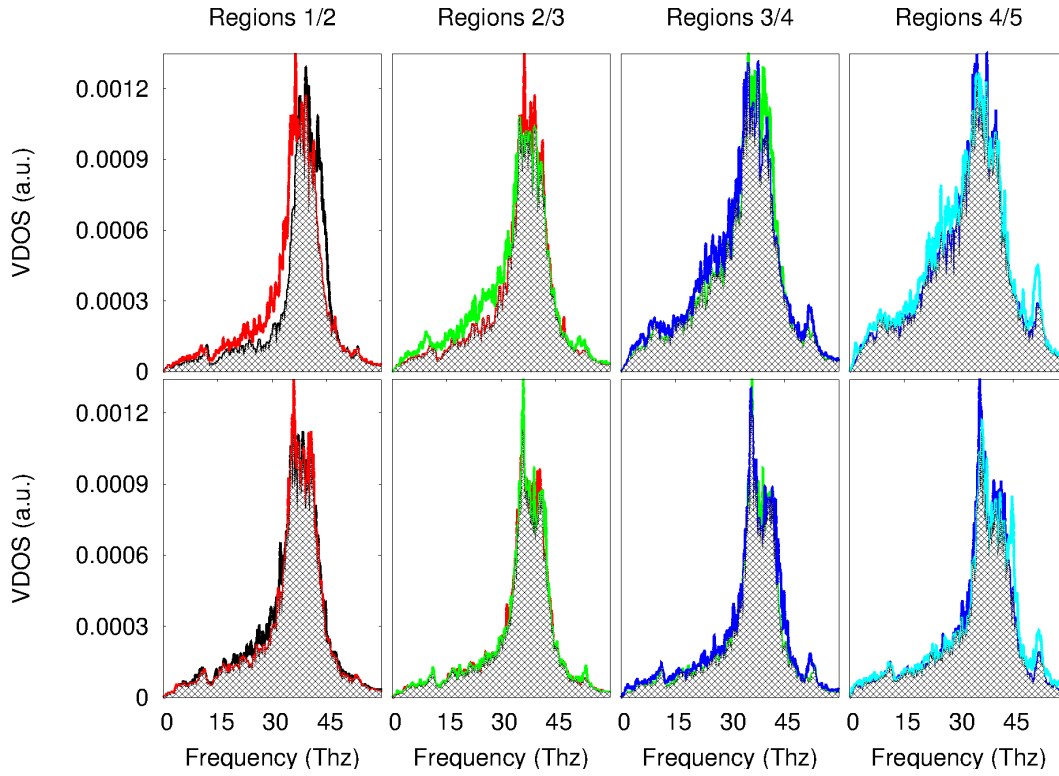 Regions 1/2 Regions 2/3 Regions 3/4 Regions 4/5
VDOS (a.u.)
0.0012
0.0009
0.0006
0.0003
0
VDOS (a.u.)
0.0012
0.0009
0.0006
0.0003
0
0 15 30 45 0 15 30 45 0 15 30 45 0 15 30 45
Frequency (Thz) Frequency (Thz) Frequency (Thz) Frequency (Thz)